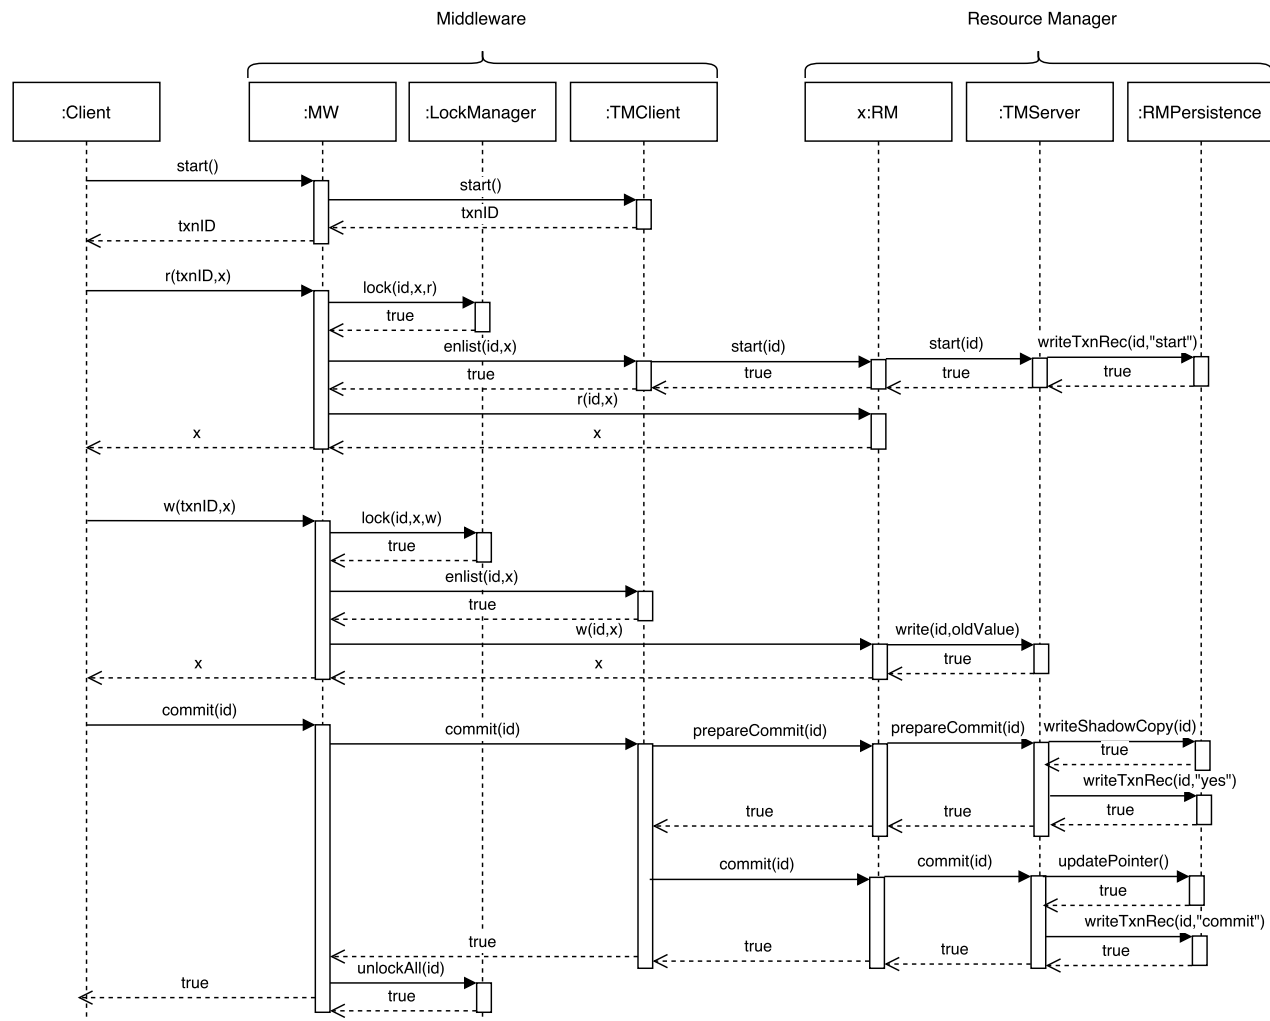 Middleware
Resource Manager
:Client
:MW
:LockManager
:TMClient
x:RM
:TMServer
:RMPersistence
start()
start()
txnID
txnID
r(txnID,x)
lock(id,x,r)
true
enlist(id,x)
start(id)
start(id)
writeTxnRec(id,"start")
true
true
true
true
r(id,x)
x
x
w(txnID,x)
lock(id,x,w)
true
enlist(id,x)
true
w(id,x)
write(id,oldValue)
x
x
true
commit(id)
commit(id)
prepareCommit(id)
prepareCommit(id)
writeShadowCopy(id)
true
writeTxnRec(id,"yes")
true
true
true
commit(id)
commit(id)
updatePointer()
true
writeTxnRec(id,"commit")
true
true
true
true
unlockAll(id)
true
true